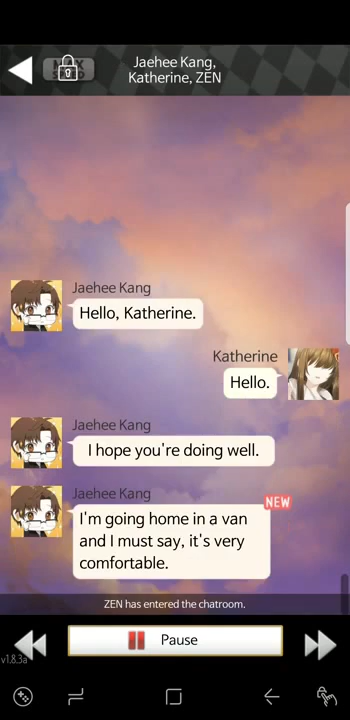 Jaehee Kang,
Katherine, ZEN
Jaehee Kang
Hello, Katherine.
Katherine
Hello.
Jaehee Kang
I hope you're doing well.
Jaehee Kang
NEW
I'm going home in a van
and I must say, it's very
comfortable.
ZEN has entered the chatroom.
Pause
v1.8.3a